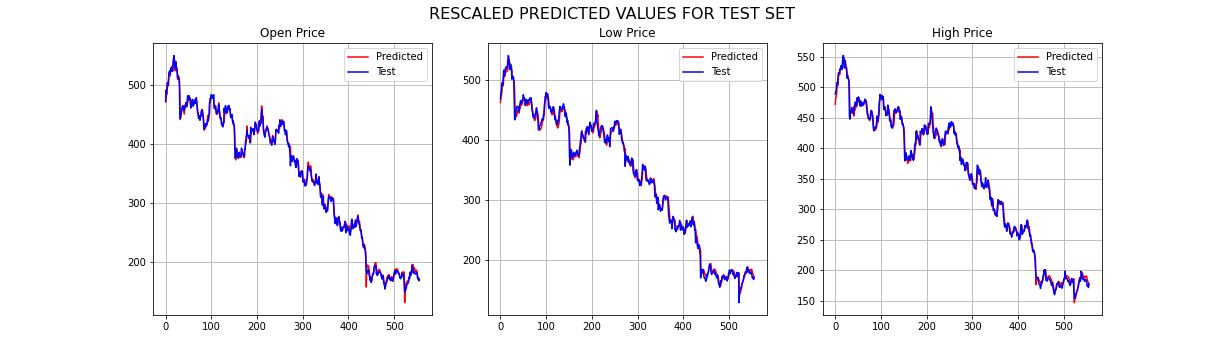 RESCALED PREDICTED VALUES FOR TEST SET
Open Price
Predicted
Test
500
400
300
200
0 100 200 300 400 500
Low Price
Predicted
Test
500
400
300
200
0 100 200 300 400 500
High Price
Predicted
Test
550
500
450
400
350
300
250
200
150
0 100 200 300 400 500